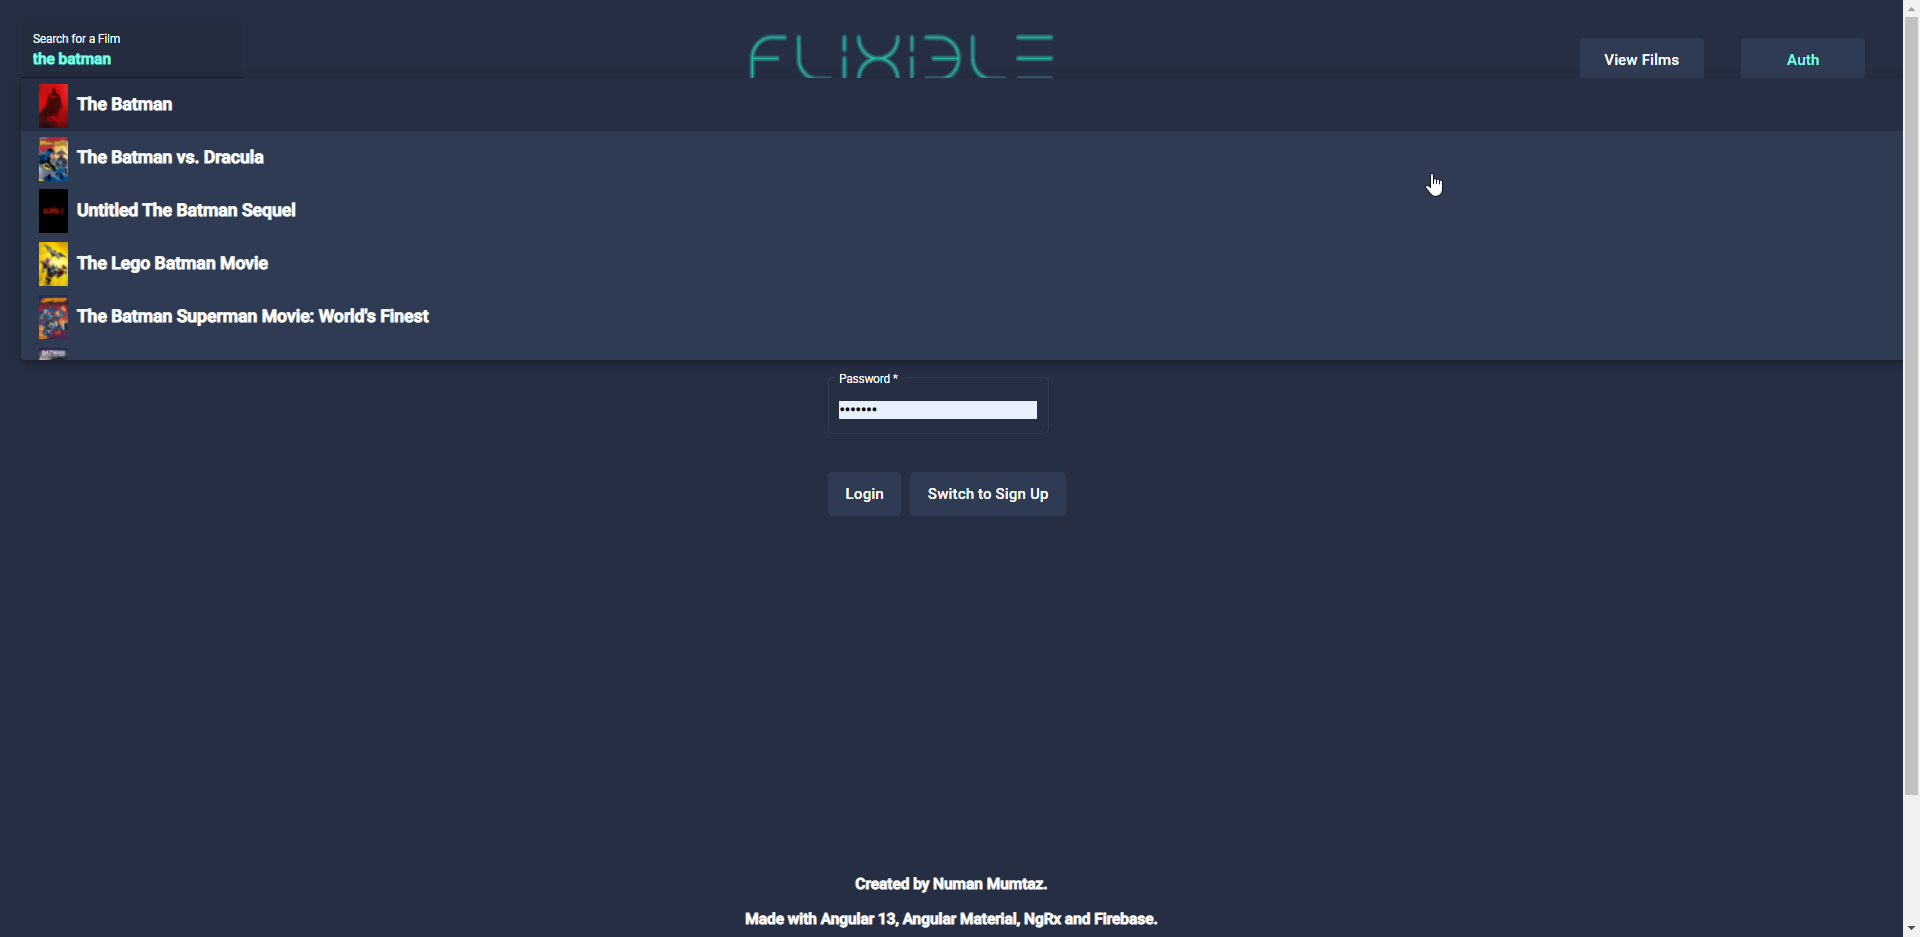 Search for a Film
the batman
FLIXIBLE
View Films
Auth
The Batman
The Batman vs. Dracula
Untitled The Batman Sequel
The Lego Batman Movie
The Batman Superman Movie: World's Finest
BATMAN
Password *
•••••••
Login
Switch to Sign Up
Created by Numan Mumtaz.
Made with Angular 13, Angular Material, NgRx and Firebase.